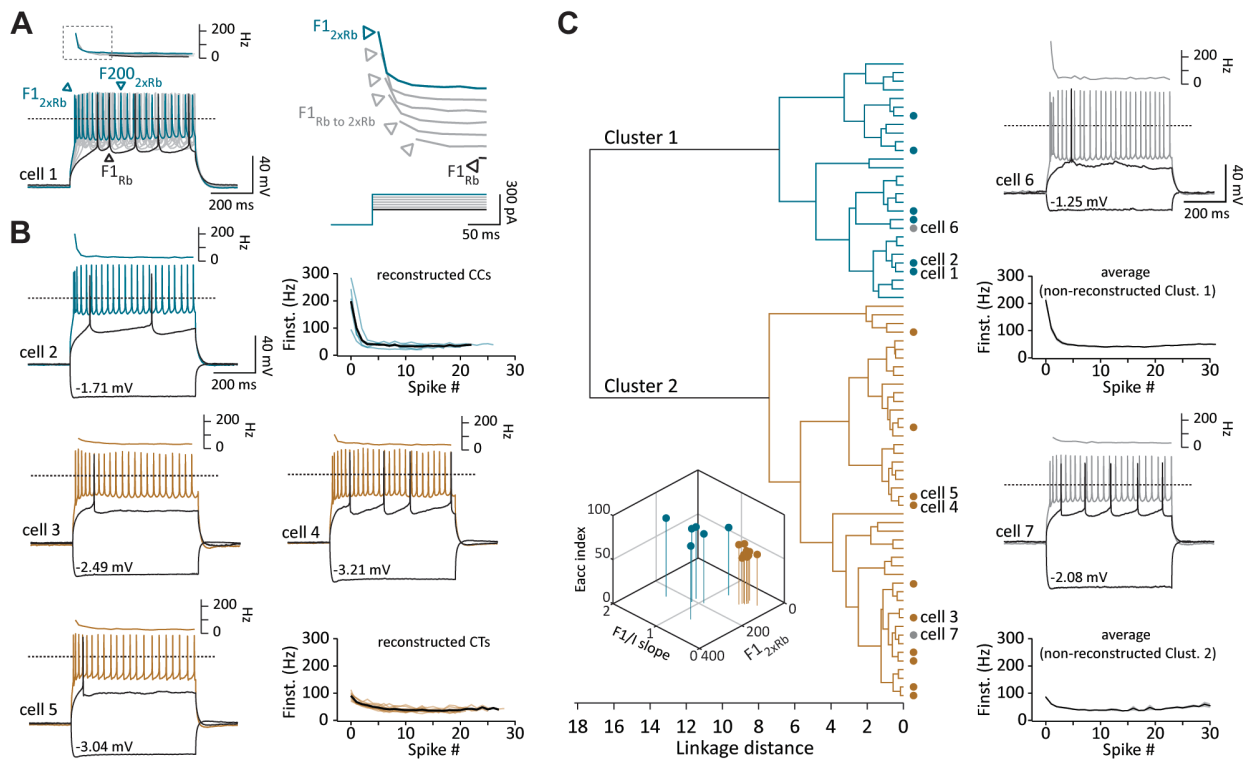 A
200
0
Hz
F1 2xRb
F200 2xRb
F1 2xRb
F1 Rb to 2xRb
F1 Rb
F1 Rb
cell 1
40 mV
200 ms
300 pA
50 ms
B
200
0
Hz
cell 2
-1.71 mV
40 mV
200 ms
300
200
100
0
Finst. (Hz)
reconstructed CCs
0
10
20
30
Spike #
200
0
Hz
cell 3
-2.49 mV
200
0
Hz
cell 4
-3.21 mV
200
0
Hz
cell 5
-3.04 mV
300
200
100
0
Finst. (Hz)
reconstructed CTs
0
10
20
30
Spike #
C
Cluster 1
cell 6
cell 2
cell 1
Cluster 2
cell 5
cell 4
cell 3
cell 7
100
50
0
Eacc index
2
1
0
F1/I slope
400
200
0
F1 2xRb
18
16
14
12
10
8
6
4
2
0
Linkage distance
200
0
Hz
cell 6
-1.25 mV
40 mV
200 ms
300
200
100
0
Finst. (Hz)
average
(non-reconstructed Clust. 1)
0
10
20
30
Spike #
200
0
Hz
cell 7
-2.08 mV
300
200
100
0
Finst. (Hz)
average
(non-reconstructed Clust. 2)
0
10
20
30
Spike #